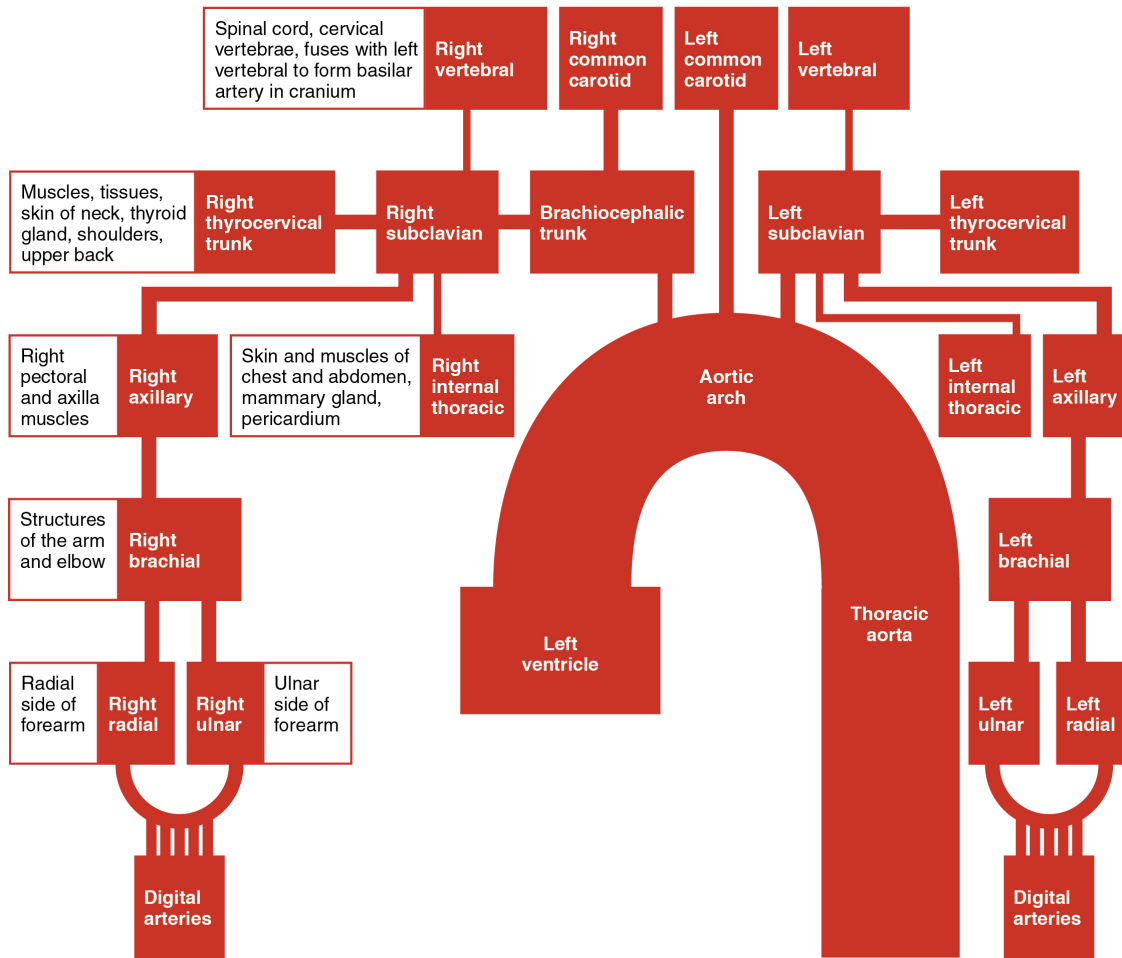 Spinal cord, cervical
vertebrae, fuses with left
vertebral to form basilar
artery in cranium
Right
vertebral
Right
common
carotid
Left
common
carotid
Left
vertebral
Muscles, tissues,
skin of neck, thyroid
gland, shoulders,
upper back
Right
thyrocervical
trunk
Right
subclavian
Brachiocephalic
trunk
Left
subclavian
Left
thyrocervical
trunk
Right
pectoral
and axilla
muscles
Right
axillary
Skin and muscles of
chest and abdomen,
mammary gland,
pericardium
Right
internal
thoracic
Aortic
arch
Left
internal
thoracic
Left
axillary
Structures
of the arm
and elbow
Right
brachial
Left
brachial
Left
ventricle
Thoracic
aorta
Radial
side of
forearm
Right
radial
Right
ulnar
Ulnar
side of
forearm
Left
ulnar
Left
radial
Digital
arteries
Digital
arteries